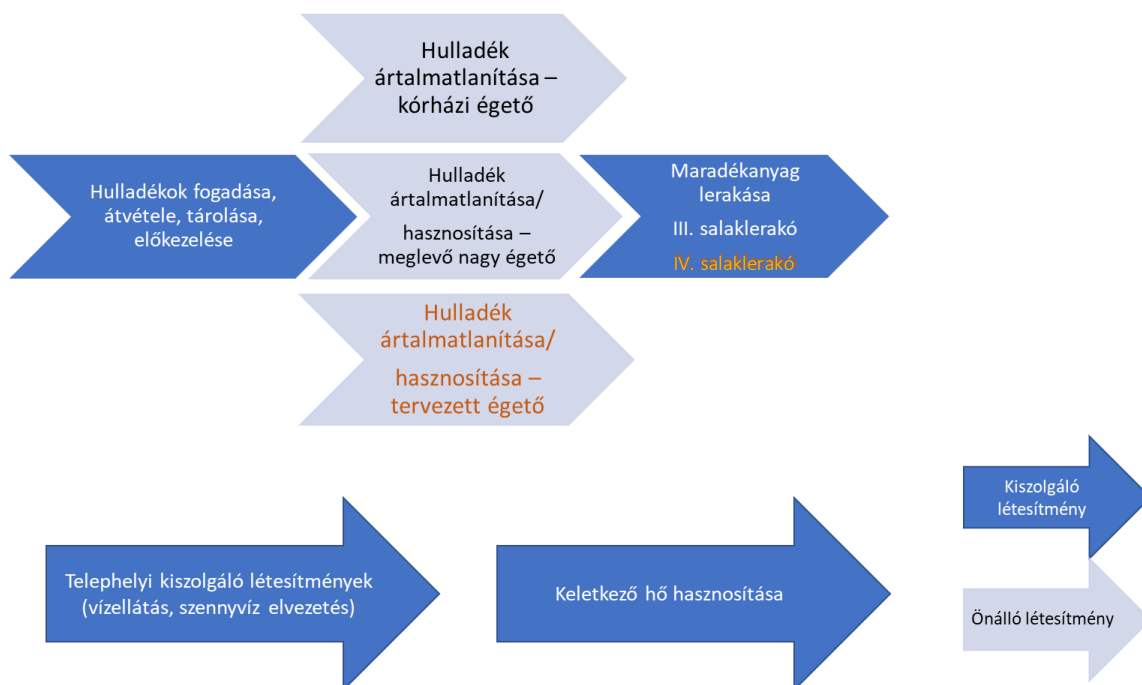 Hulladék
ártalmatlanítása –
kórházi égető
Hulladékok fogadása,
átvétele, tárolása,
előkezelése
Hulladék
ártalmatlanítása/
hasznosítása –
meglevő nagy égető
Maradékanyag
lerakása
III. salaklerakó
IV. salaklerakó
Hulladék
ártalmatlanítása/
hasznosítása –
tervezett égető
Telephelyi kiszolgáló létesítmények
(vízellátás, szennyvíz elvezetés)
Keletkező hő hasznosítása
Kiszolgáló
létesítmény
Önálló létesítmény